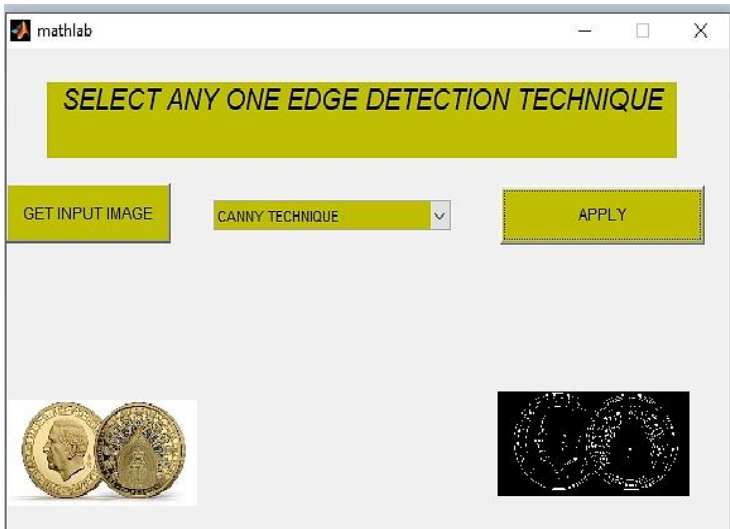 mathlab
SELECT ANY ONE EDGE DETECTION TECHNIQUE
GET INPUT IMAGE
CANNY TECHNIQUE
APPLY